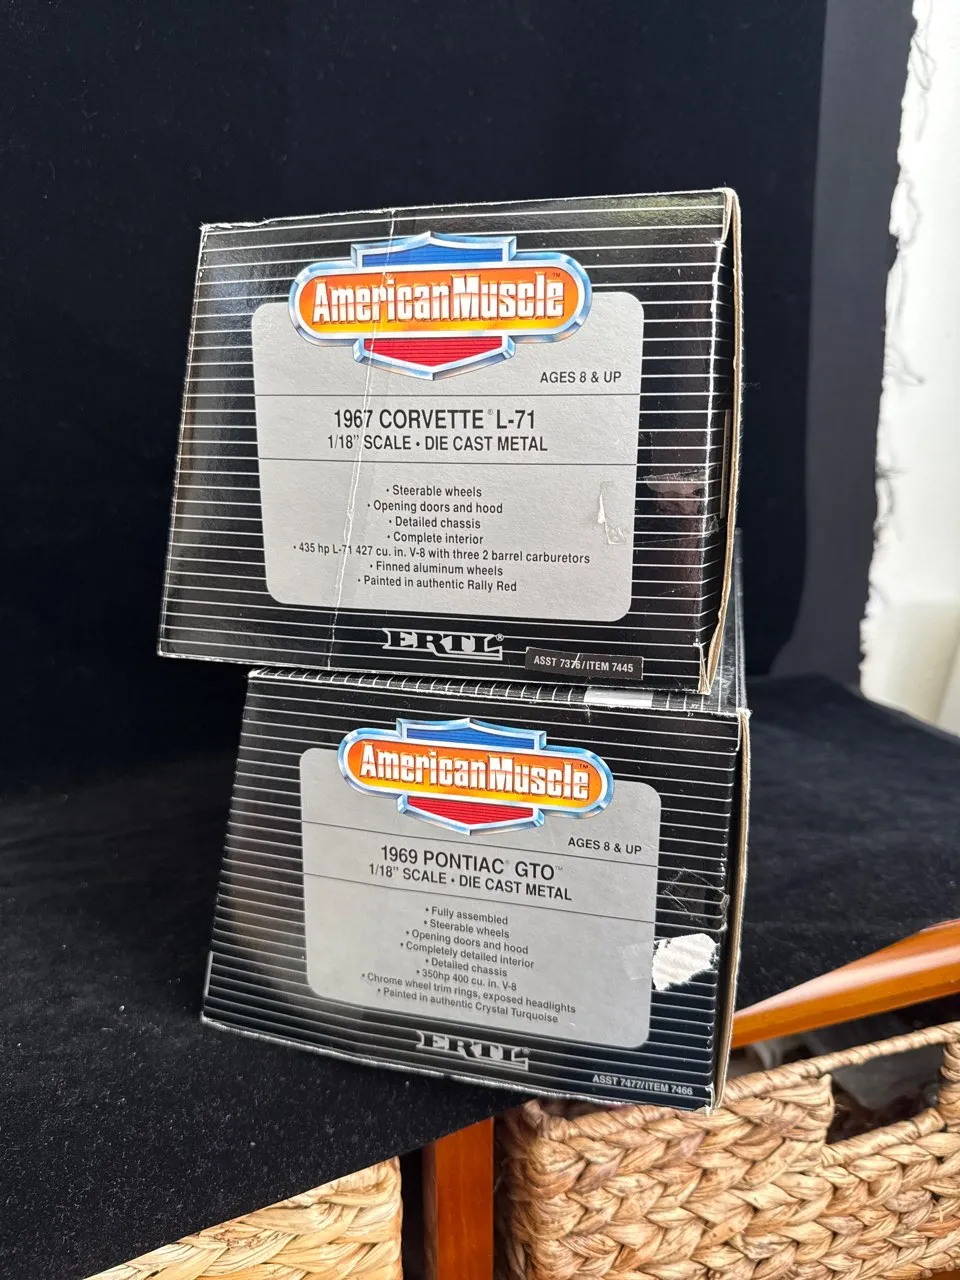 AmericanMuscle™
AGES 8 & UP
1967 CORVETTE® L-71
1/18" SCALE • DIE CAST METAL
• Steerable wheels
• Opening doors and hood
• Detailed chassis
• Complete interior
• 435 hp L-71 427 cu. in. V-8 with three 2 barrel carburetors
• Finned aluminum wheels
• Painted in authentic Rally Red
ERTL®
ASST 7376/ITEM 7445
AmericanMuscle™
AGES 8 & UP
1969 PONTIAC® GTO™
1/18" SCALE • DIE CAST METAL
• Fully assembled
• Steerable wheels
• Opening doors and hood
• Completely detailed interior
• Detailed chassis
• 350hp 400 cu. in. V-8
• Chrome wheel trim rings, exposed headlights
• Painted in authentic Crystal Turquoise
ERTL®
ASST 7477/ITEM 7466